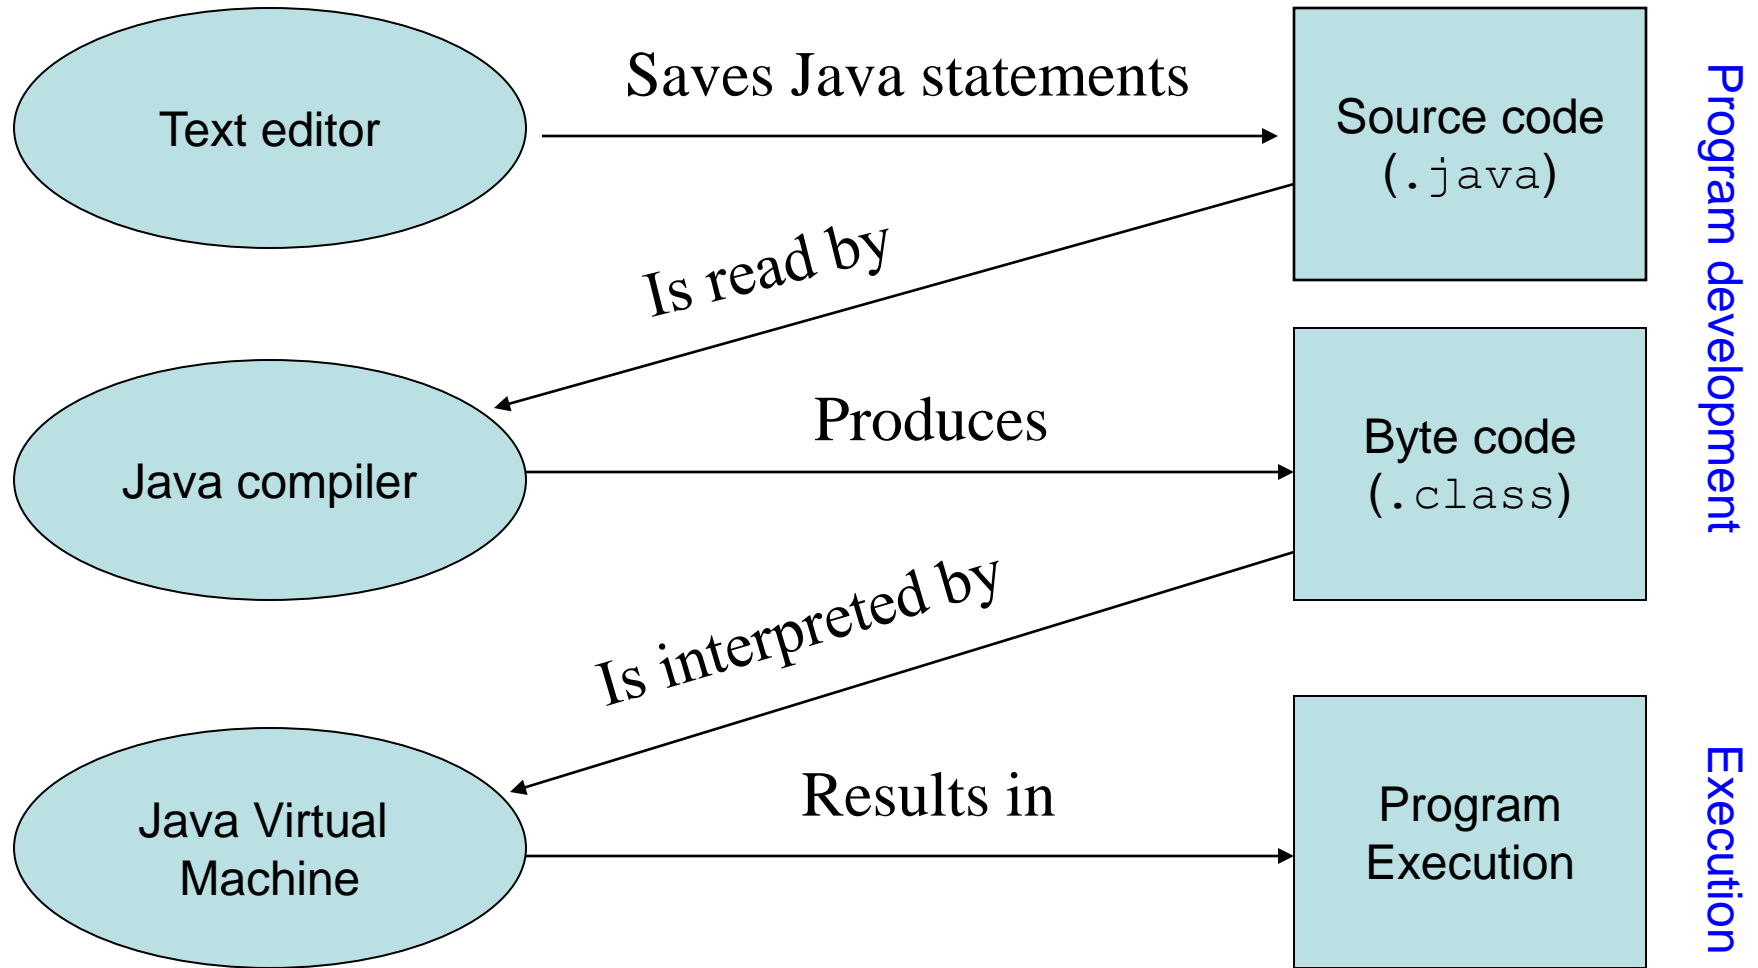 Text editor
Saves Java statements
Source code
(.java)
Is read by
Java compiler
Produces
Byte code
(.class)
Program development
Is interpreted by
Java Virtual
Machine
Results in
Program
Execution
Execution